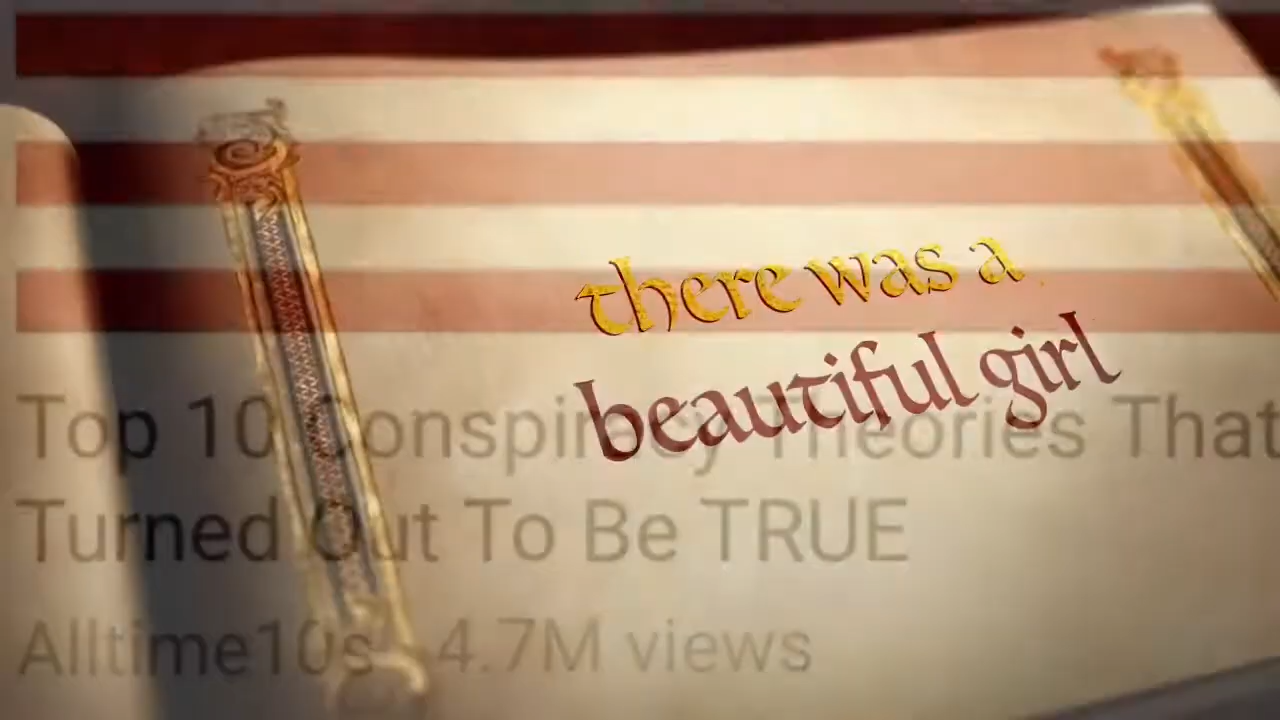 there was a
beautiful girl
Top 10 Conspiracy Theories That
Turned Out To Be TRUE
Alltime10s 4.7M views